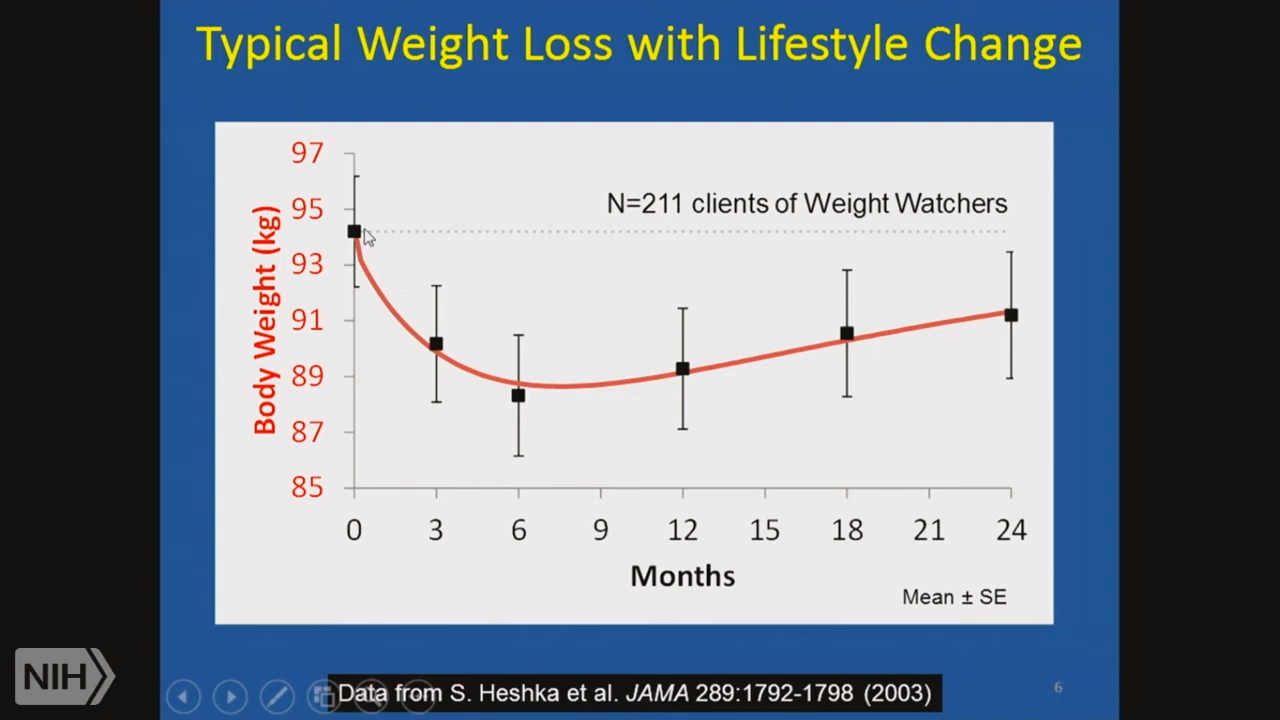 Typical Weight Loss with Lifestyle Change
97
95
93
91
89
87
85
Body Weight (kg)
N=211 clients of Weight Watchers
0 3 6 9 12 15 18 21 24
Months
Mean ± SE
NIH
Data from S. Heshka et al. JAMA 289:1792-1798 (2003)
6